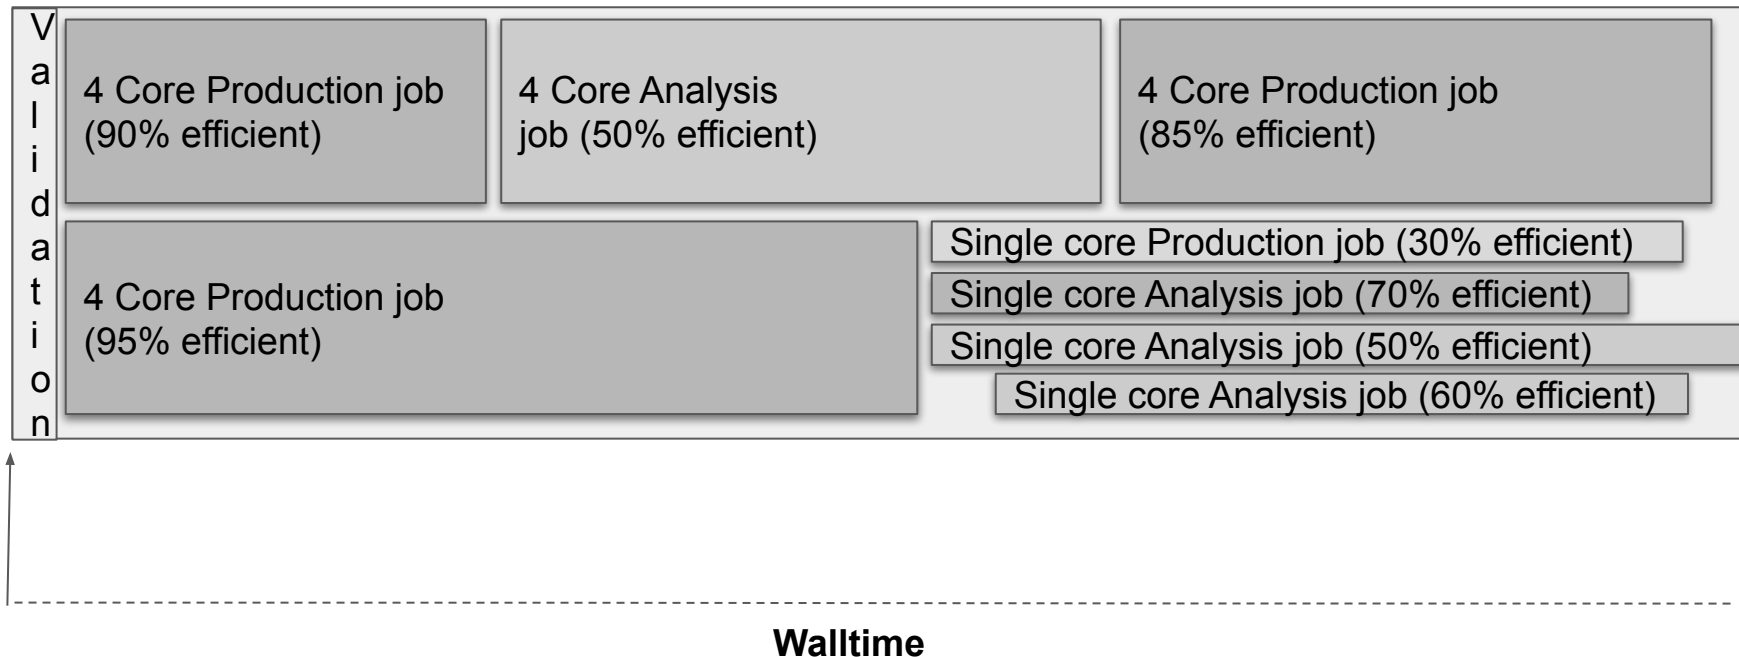 Validation
4 Core Production job
(90% efficient)
4 Core Analysis
job (50% efficient)
4 Core Production job
(85% efficient)
4 Core Production job
(95% efficient)
Single core Production job (30% efficient)
Single core Analysis job (70% efficient)
Single core Analysis job (50% efficient)
Single core Analysis job (60% efficient)
Walltime